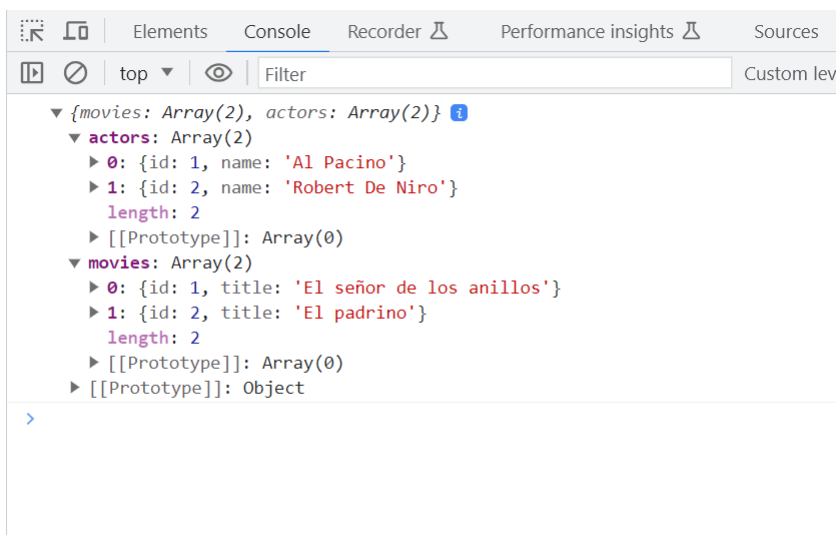 Elements Console Recorder Performance insights Sources
top Filter Custom lev
{movies: Array(2), actors: Array(2)} i
actors: Array(2)
0: {id: 1, name: 'Al Pacino'}
1: {id: 2, name: 'Robert De Niro'}
length: 2
[[Prototype]]: Array(0)
movies: Array(2)
0: {id: 1, title: 'El señor de los anillos'}
1: {id: 2, title: 'El padrino'}
length: 2
[[Prototype]]: Array(0)
[[Prototype]]: Object